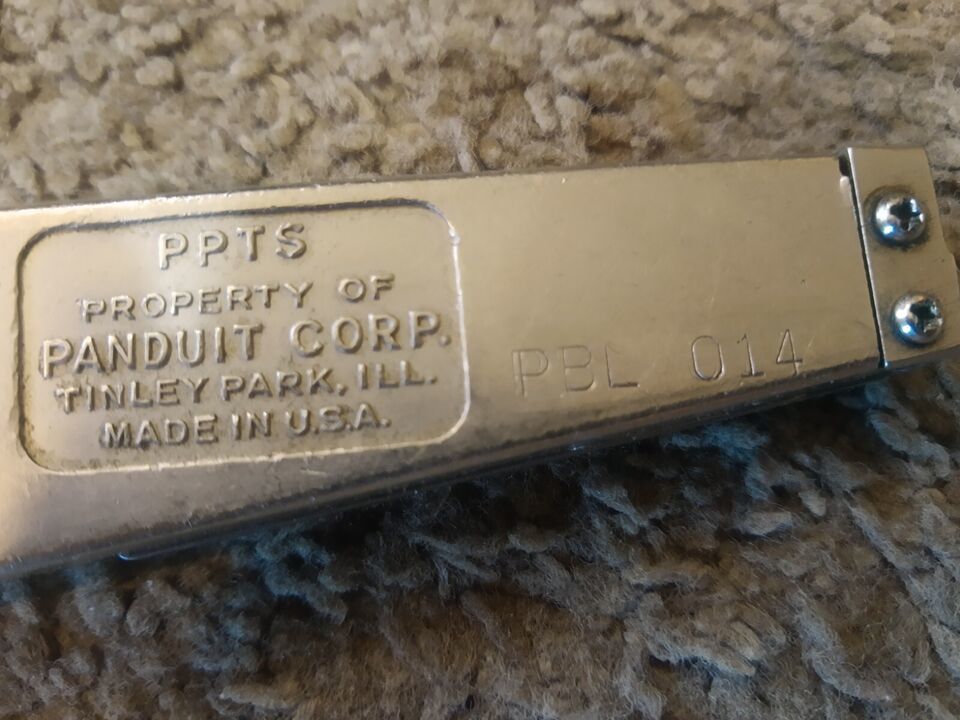 PPTS
PROPERTY OF
PANDUIT CORP.
TINLEY PARK, ILL.
MADE IN U.S.A.
PBL 014